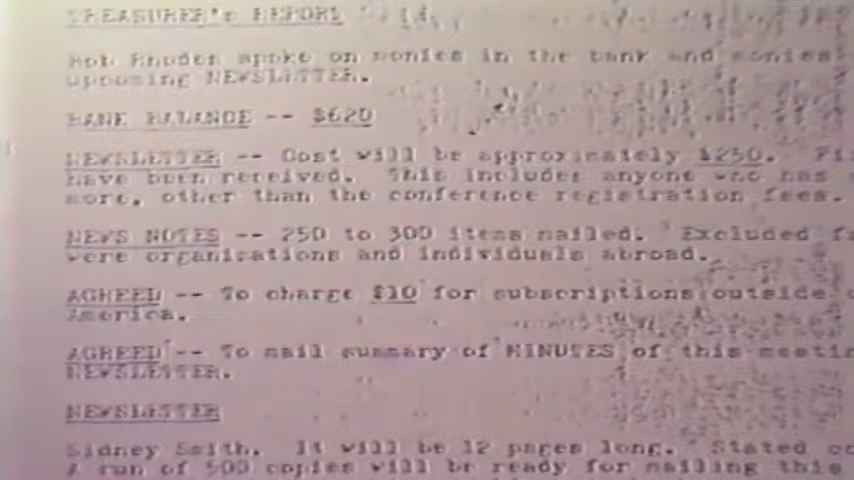 TREASURER's REPORT
Bob Rhodes spoke on monies in the bank and monies
upcoming NEWSLETTER.
BANK BALANCE -- $620
NEWSLETTER -- Cost will be approximately $250.
have been received. This includes anyone who has
more, other than the conference registration fees.
NEWS NOTES -- 250 to 300 items mailed. Excluded
were organizations and individuals abroad.
AGREED -- To charge $10 for subscriptions outside
America.
AGREED -- To mail summary of MINUTES of this
NEWSLETTER.
NEWSLETTER
Sidney Smith. It will be 12 pages long. Stated
A run of 500 copies will be ready for mailing this